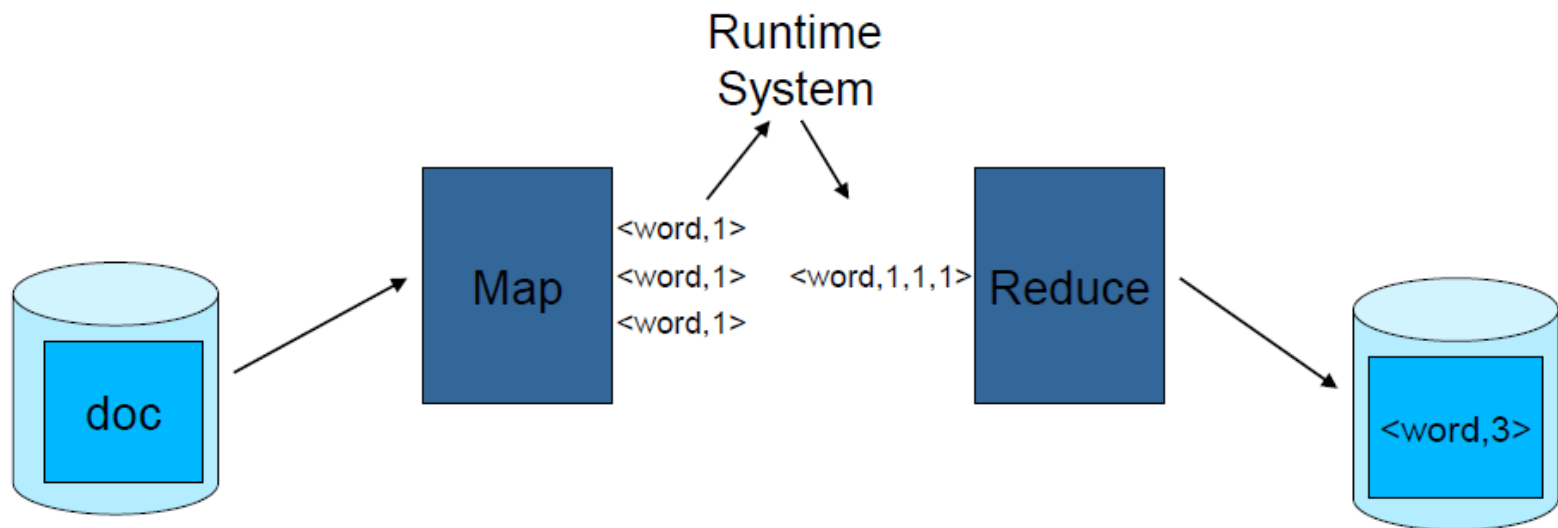 Runtime
System
<word,1>
Map
<word,1>
<word,1>
<word,1,1,1>
Reduce
doc
<word,3>